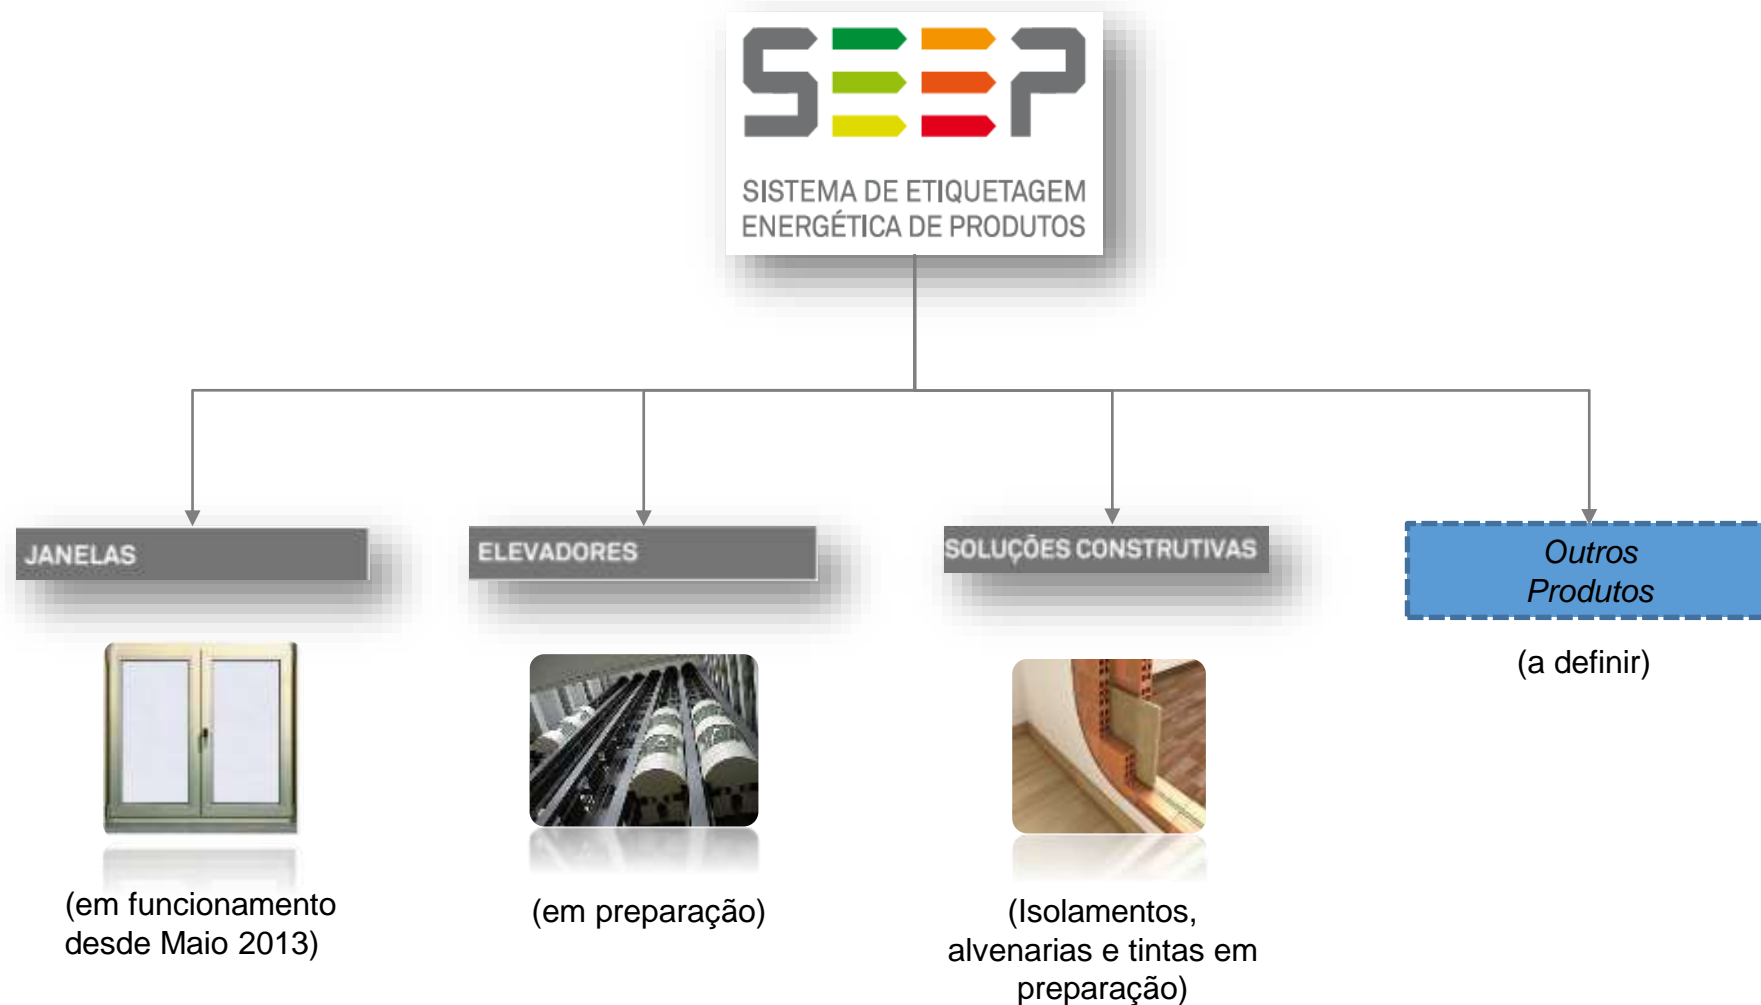 SEEP
SISTEMA DE ETIQUETAGEM
ENERGÉTICA DE PRODUTOS
JANELAS
ELEVADORES
SOLUÇÕES CONSTRUTIVAS
Outros
Produtos
(a definir)
(em funcionamento
desde Maio 2013)
(em preparação)
(Isolamentos,
alvenarias e tintas em
preparação)